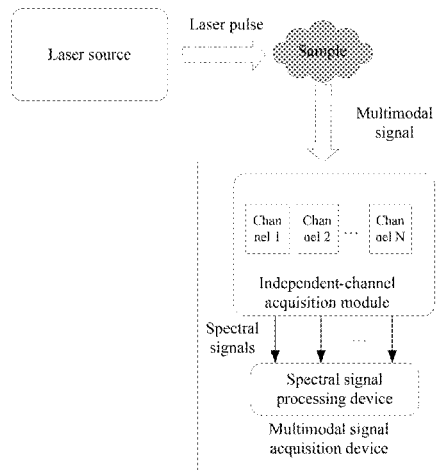 Laser source
Laser pulse
Sample
Multimodal
signal
Chan
nel 1
Chan
nel 2
...
Chan
nel N
Independent-channel
acquisition module
Spectral
signals
...
Spectral signal
processing device
Multimodal signal
acquisition device